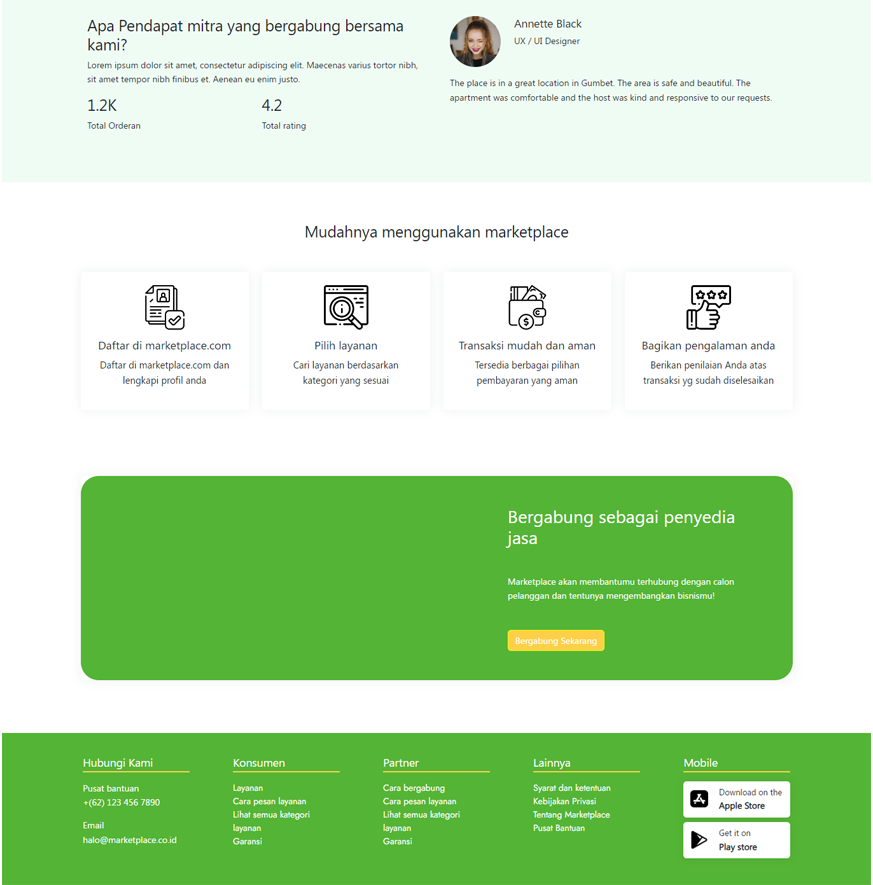 Apa Pendapat mitra yang bergabung bersama
kami?
Lorem ipsum dolor sit amet, consectetur adipiscing elit. Maecenas varius tortor nibh,
sit amet tempor nibh finibus et. Aenean eu enim justo.
1.2K
Total Orderan
4.2
Total rating
Annette Black
UX / UI Designer
The place is in a great location in Gumbet. The area is safe and beautiful. The
apartment was comfortable and the host was kind and responsive to our requests.
Mudahnya menggunakan marketplace
Daftar di marketplace.com
Daftar di marketplace.com dan
lengkapi profil anda
Pilih layanan
Cari layanan berdasarkan
kategori yang sesuai
Transaksi mudah dan aman
Tersedia berbagai pilihan
pembayaran yang aman
Bagikan pengalaman anda
Berikan penilaian Anda atas
transaksi yg sudah diselesaikan
Bergabung sebagai penyedia
jasa
Marketplace akan membantumu terhubung dengan calon
pelanggan dan tentunya mengembangkan bisnismu!
Bergabung Sekarang
Hubungi Kami
Pusat bantuan
+(62) 123 456 7890
Email
halo@marketplace.co.id
Konsumen
Layanan
Cara pesan layanan
Lihat semua kategori
layanan
Garansi
Partner
Cara bergabung
Cara pesan layanan
Lihat semua kategori
layanan
Garansi
Lainnya
Syarat dan ketentuan
Kebijakan Privasi
Tentang Marketplace
Pusat Bantuan
Mobile
Download on the
Apple Store
Get it on
Play store